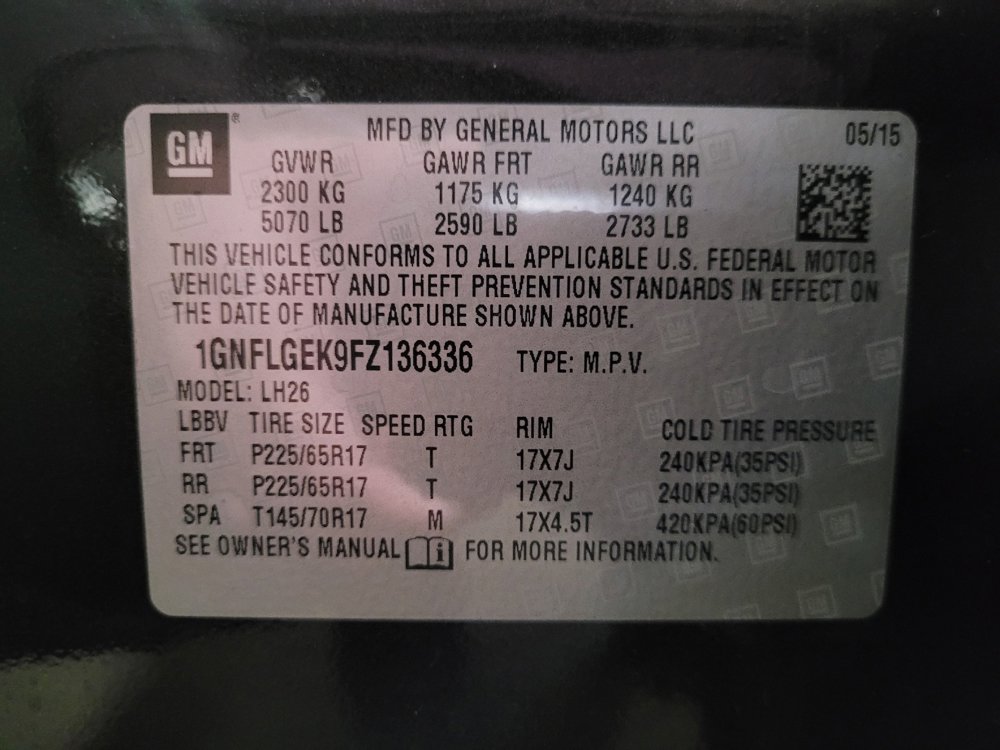 GM® MFD BY GENERAL MOTORS LLC 05/15
GVWR GAWR FRT GAWR RR
2300 KG 1175 KG 1240 KG
5070 LB 2590 LB 2733 LB
THIS VEHICLE CONFORMS TO ALL APPLICABLE U.S. FEDERAL MOTOR
VEHICLE SAFETY AND THEFT PREVENTION STANDARDS IN EFFECT ON
THE DATE OF MANUFACTURE SHOWN ABOVE.
1GNFLGEK9FZ136336 TYPE: M.P.V.
MODEL: LH26
LBBV TIRE SIZE SPEED RTG RIM COLD TIRE PRESSURE
FRT P225/65R17 T 17X7J 240KPA(35PSI)
RR P225/65R17 T 17X7J 240KPA(35PSI)
SPA T145/70R17 M 17X4.5T 420KPA(60PSI)
SEE OWNER'S MANUAL i FOR MORE INFORMATION.